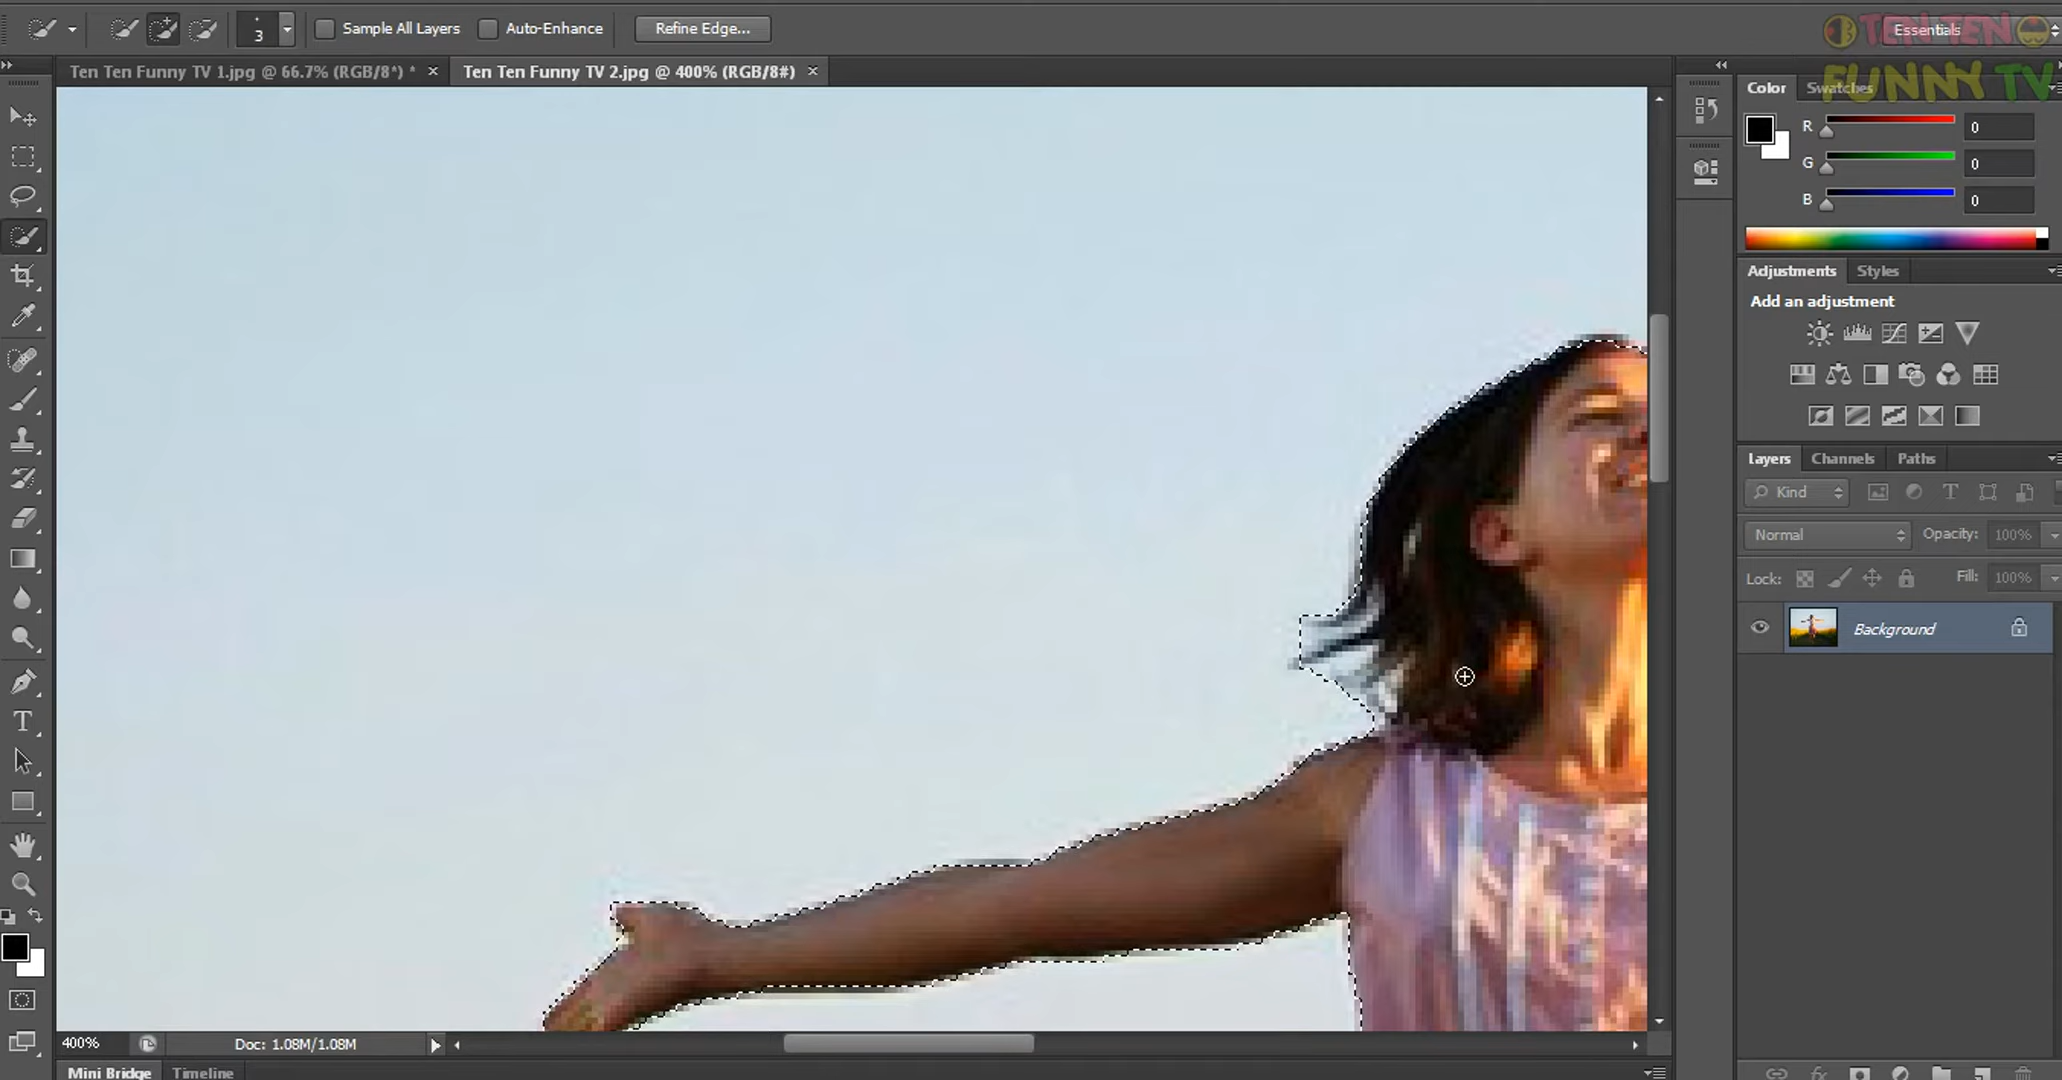 3 Sample All Layers Auto-Enhance Refine Edge... Essentials
TEN TEN
FUNNY TV
Ten Ten Funny TV 1.jpg @ 66.7% (RGB/8*) * × Ten Ten Funny TV 2.jpg @ 400% (RGB/8#) ×
Color Swatches
R 0
G 0
B 0
Adjustments Styles
Add an adjustment
Layers Channels Paths
Kind
Normal Opacity: 100%
Lock: Fill: 100%
Background
400% Doc: 1.08M/1.08M
Mini Bridge Timeline